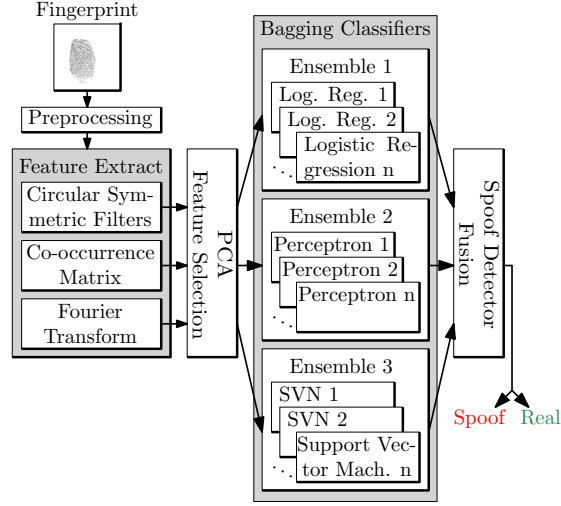 Fingerprint
Preprocessing
Feature Extract
Circular Sym-
metric Filters
Co-occurrence
Matrix
Fourier
Transform
PCA
Feature Selection
Bagging Classifiers
Ensemble 1
Log. Reg. 1
Log. Reg. 2
Logistic Re-
gression n
Ensemble 2
Perceptron 1
Perceptron 2
Perceptron n
Ensemble 3
SVN 1
SVN 2
Support Vec-
tor Mach. n
Spoof Detector
Fusion
Spoof Real